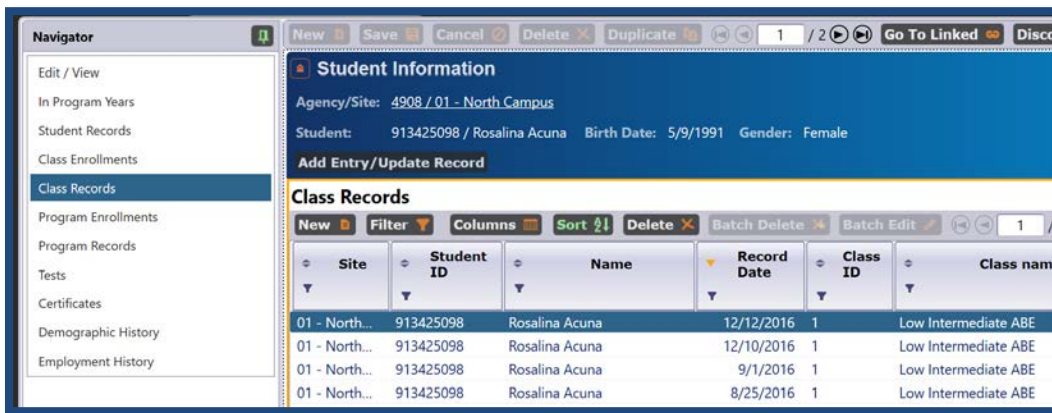 Navigator
Edit / View
In Program Years
Student Records
Class Enrollments
Class Records
Program Enrollments
Program Records
Tests
Certificates
Demographic History
Employment History
New Save Cancel Delete Duplicate 1 / 2 Go To Linked Disco
Student Information
Agency/Site: 4908 / 01 - North Campus
Student: 913425098 / Rosalina Acuna Birth Date: 5/9/1991 Gender: Female
Add Entry/Update Record
Class Records
New Filter Columns Sort Delete Batch Delete Batch Edit 1 /
Site Student ID Name Record Date Class ID Class nam
01 - North... 913425098 Rosalina Acuna 12/12/2016 1 Low Intermediate ABE
01 - North... 913425098 Rosalina Acuna 12/10/2016 1 Low Intermediate ABE
01 - North... 913425098 Rosalina Acuna 9/1/2016 1 Low Intermediate ABE
01 - North... 913425098 Rosalina Acuna 8/25/2016 1 Low Intermediate ABE